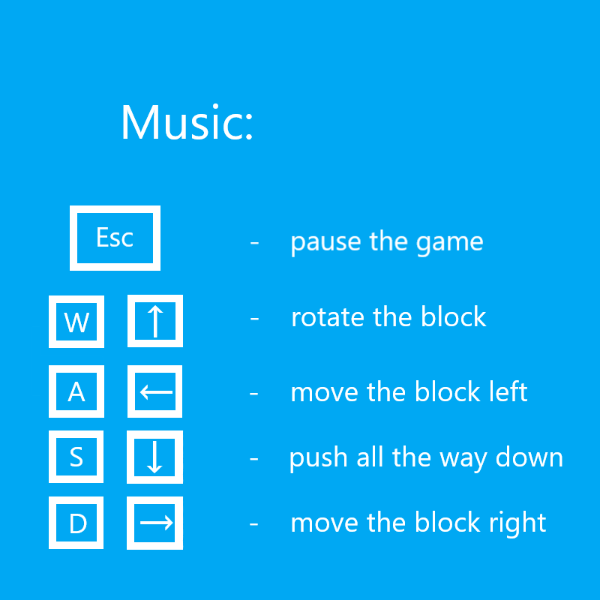 Music:
Esc - pause the game
W ↑ - rotate the block
A ← - move the block left
S ↓ - push all the way down
D → - move the block right